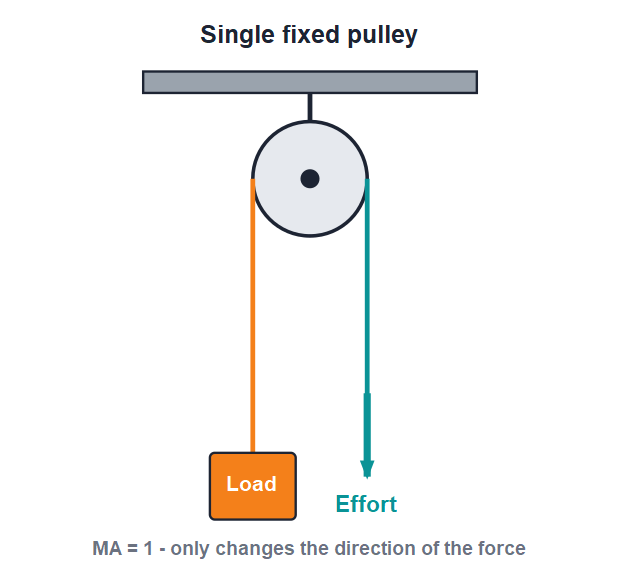 Single fixed pulley
Load
Effort
MA = 1 - only changes the direction of the force